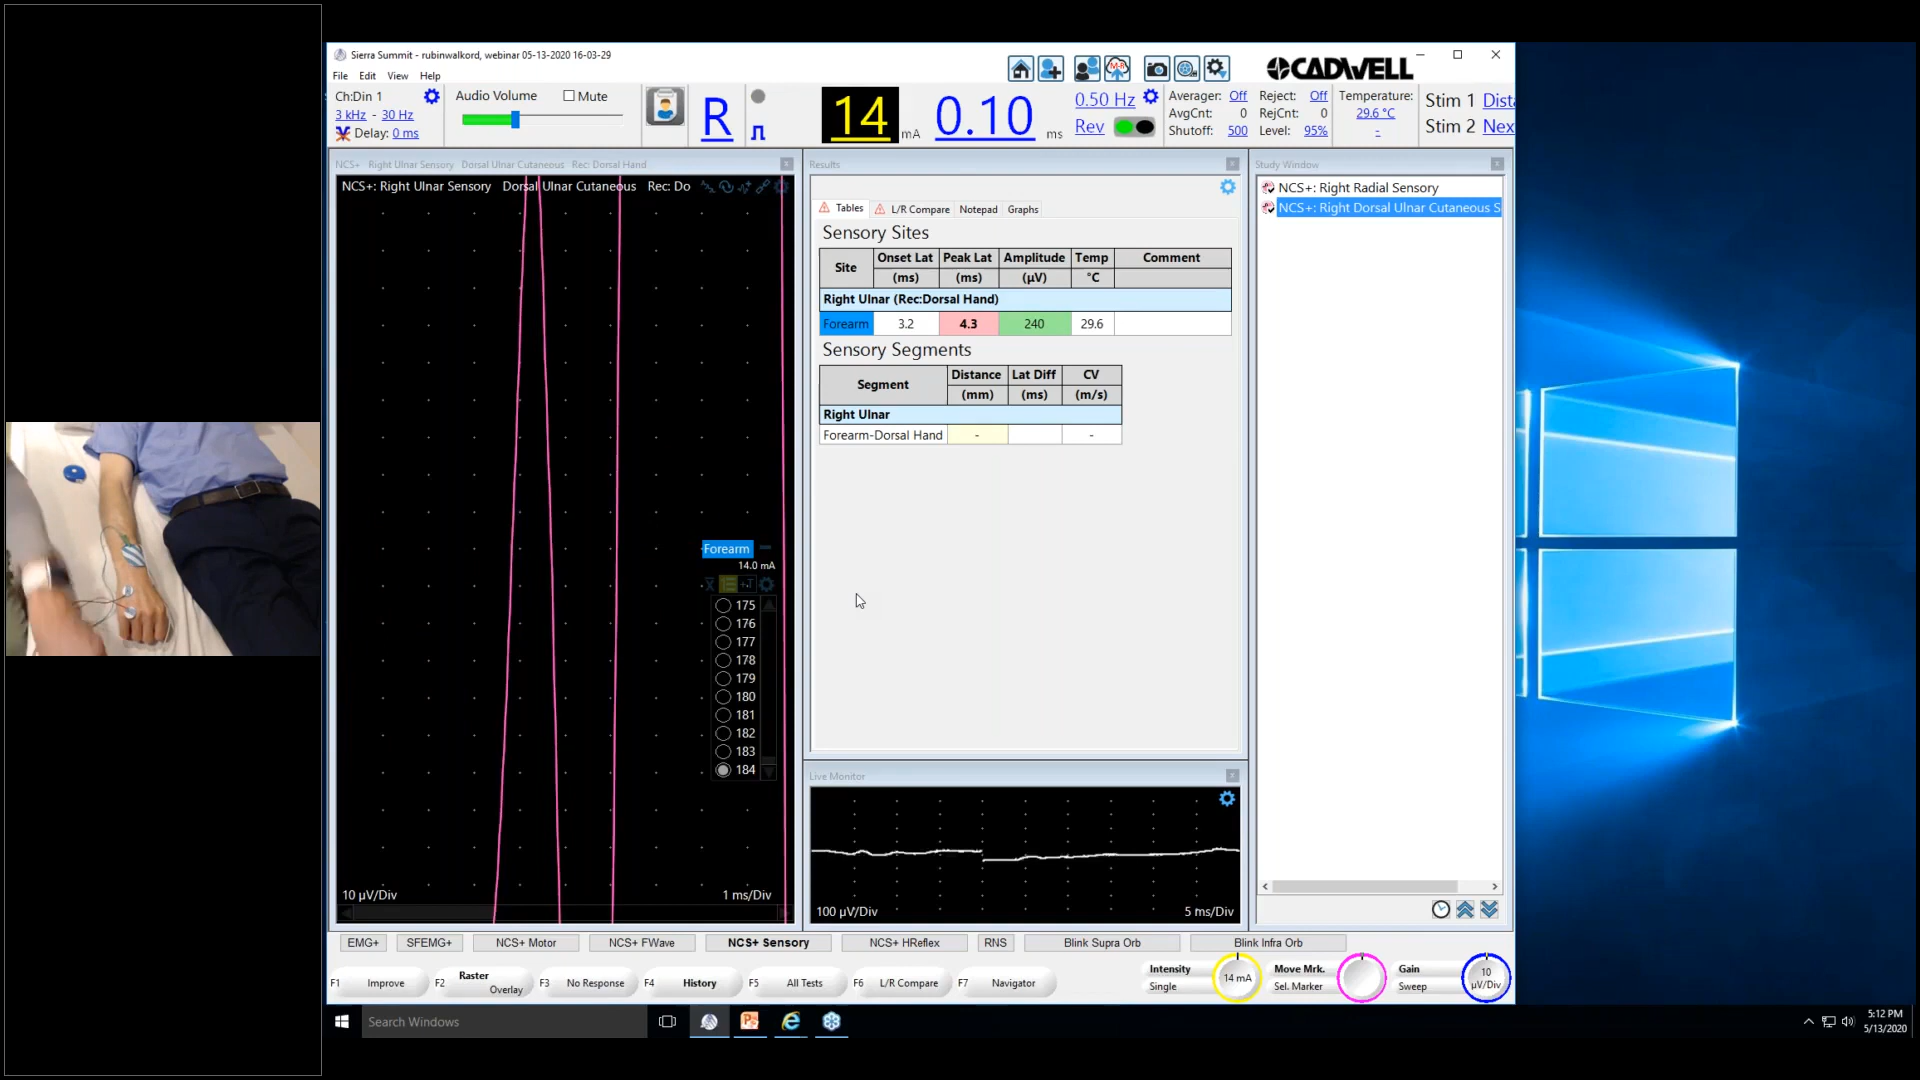 Sierra Summit - rubinwalkord, webinar 05-13-2020 16-03-29
File Edit View Help
CADWELL
Ch:Din 1
3 kHz - 30 Hz
Delay: 0 ms
Audio Volume
Mute
R
14 mA
0.10 ms
0.50 Hz
Rev
Averager: Off
AvgCnt: 0
Shutoff: 500
Reject: Off
RejCnt: 0
Level: 95%
Temperature:
29.6 °C
-
Stim 1 Dista
Stim 2 Nex
NCS+ Right Ulnar Sensory Dorsal Ulnar Cutaneous Rec: Dorsal Hand
NCS+: Right Ulnar Sensory Dorsal Ulnar Cutaneous Rec: Do
Forearm
14.0 mA
175
176
177
178
179
180
181
182
183
184
10 µV/Div
1 ms/Div
Results
Tables L/R Compare Notepad Graphs
Sensory Sites
Site Onset Lat Peak Lat Amplitude Temp Comment
(ms) (ms) (µV) °C
Right Ulnar (Rec:Dorsal Hand)
Forearm 3.2 4.3 240 29.6
Sensory Segments
Segment Distance Lat Diff CV
(mm) (ms) (m/s)
Right Ulnar
Forearm-Dorsal Hand - -
Live Monitor
100 µV/Div
5 ms/Div
Study Window
NCS+: Right Radial Sensory
NCS+: Right Dorsal Ulnar Cutaneous S
EMG+ SFEMG+ NCS+ Motor NCS+ FWave NCS+ Sensory NCS+ HReflex RNS Blink Supra Orb Blink Infra Orb
F1 Improve
F2 Raster Overlay
F3 No Response
F4 History
F5 All Tests
F6 L/R Compare
F7 Navigator
Intensity
Single
14 mA
Move Mrk.
Sel. Marker
Gain
Sweep
10
µV/Div
Search Windows
5:12 PM
5/13/2020